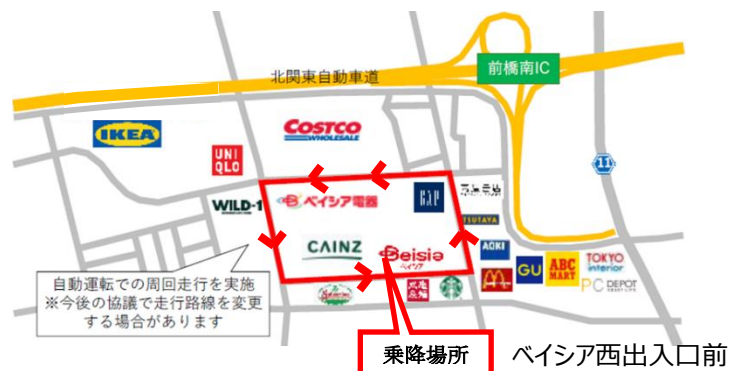 北関東自動車道
前橋南IC
IKEA
COSTCO
WHOLESALE
UNI
QLO
11
WILD-1
ベイシア電器
GAP
TSUTAYA
CAINZ
Beisia
ベイシア
AOKI
GU
ABC
MART
TOKYO
interior
PC DEPOT
自動運転での周回走行を実施
※今後の協議で走行路線を変更
する場合があります
乗降場所
ベイシア西出入口前